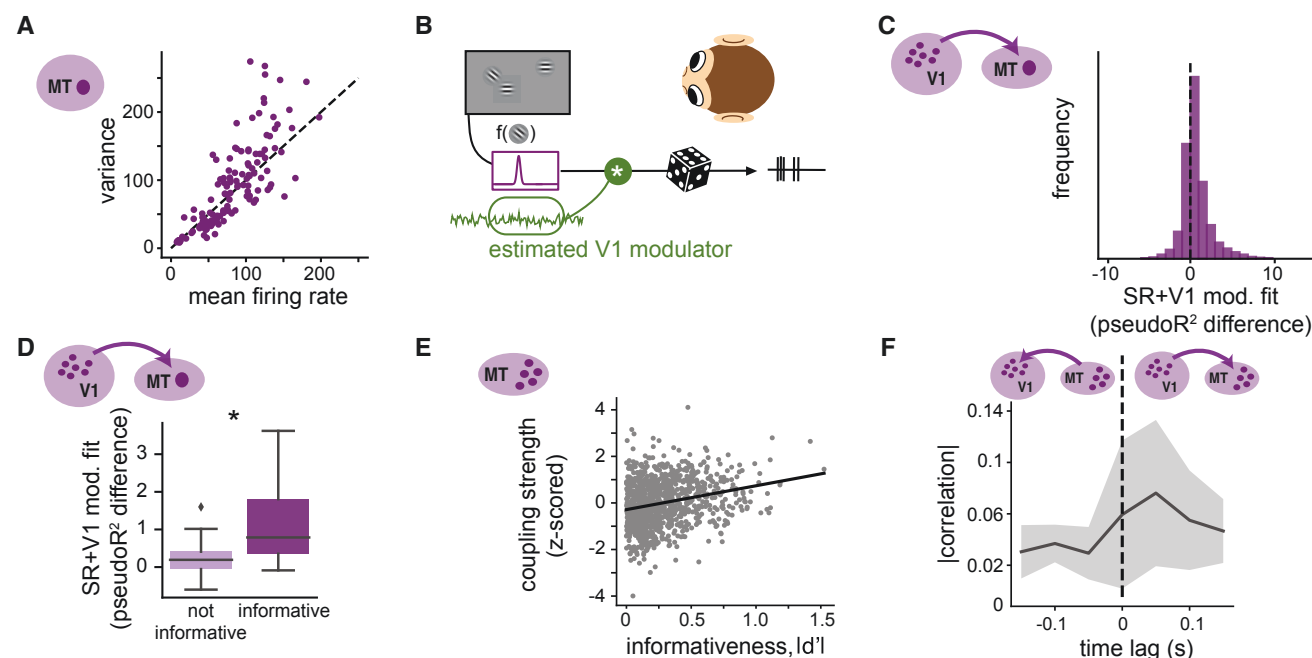 A
MT
variance
200
100
0
0
100
200
mean firing rate
B
f( )
*
estimated V1 modulator
C
V1
MT
frequency
-10
0
10
SR+V1 mod. fit
(pseudoR² difference)
D
V1
MT
*
SR+V1 mod. fit
(pseudoR² difference)
3
2
1
0
not
informative
informative
E
MT
coupling strength
(z-scored)
4
2
0
-2
-4
0
0.5
1.0
1.5
informativeness, |d'|
F
V1
MT
V1
MT
|correlation|
0.14
0.1
0.06
0.02
0
-0.1
0
0.1
time lag (s)